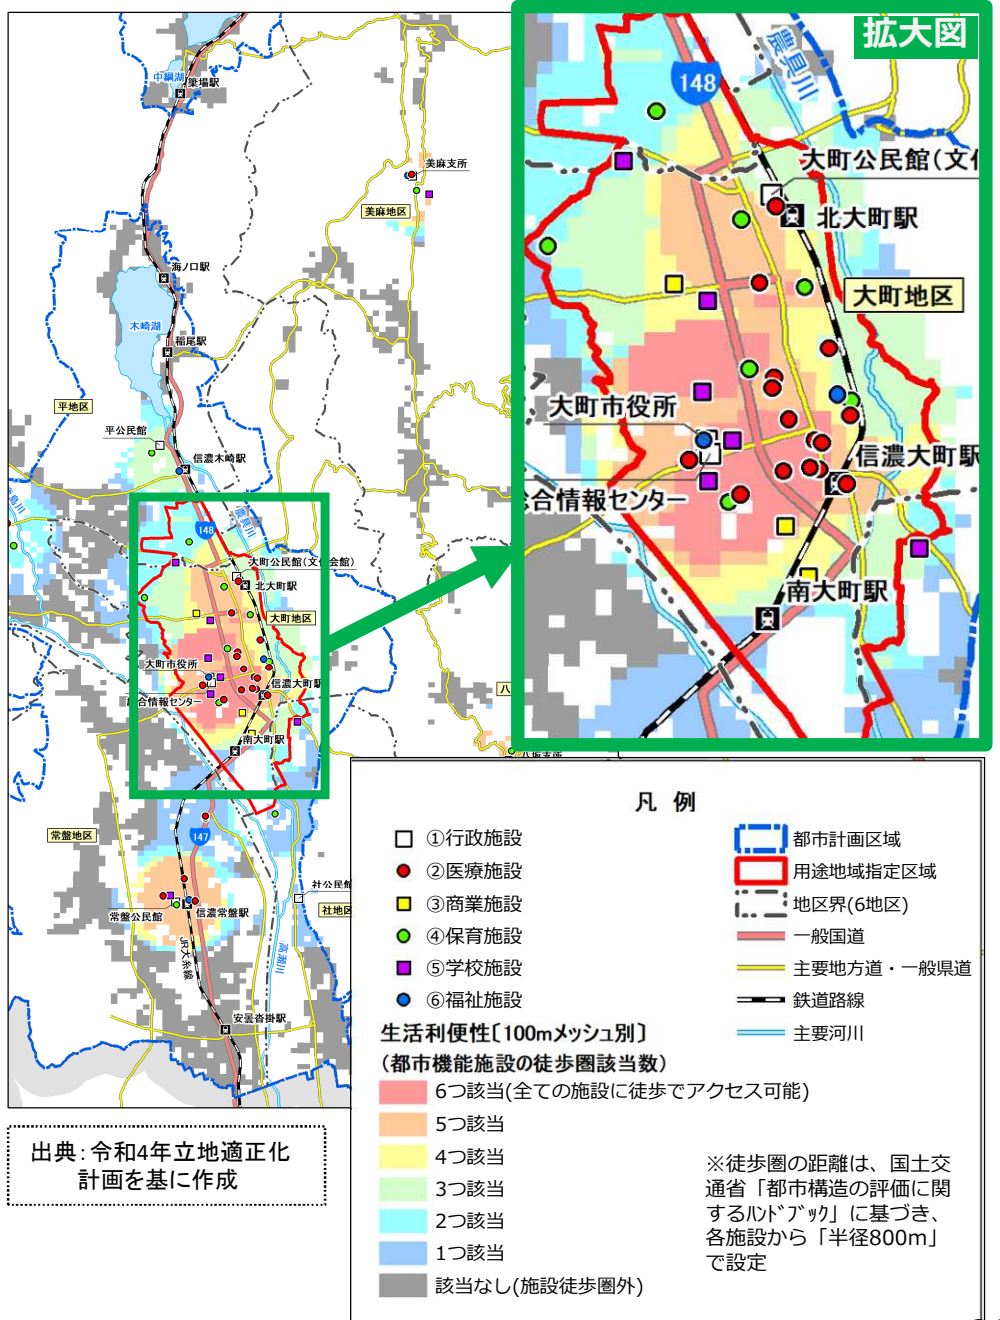 拡大図
148
農具川
大町公民館(文化
北大町駅
大町地区
大町市役所
信濃大町駅
総合情報センター
南大町駅
中綱湖
簗場駅
美麻支所
美麻地区
海ノ口駅
木崎湖
稲尾駅
平地区
平公民館
信濃木崎駅
148
農具川
大町公民館(文化会館)
北大町駅
大町地区
大町市役所
信濃大町駅
総合情報センター
南大町駅
八坂支所
147
常盤地区
社公民館
社地区
常盤公民館
信濃常盤駅
JR大糸線
高瀬川
安曇沓掛駅
凡 例
①行政施設
②医療施設
③商業施設
④保育施設
⑤学校施設
⑥福祉施設
都市計画区域
用途地域指定区域
地区界(6地区)
一般国道
主要地方道・一般県道
鉄道路線
主要河川
生活利便性〔100mメッシュ別〕
(都市機能施設の徒歩圏該当数)
6つ該当(全ての施設に徒歩でアクセス可能)
5つ該当
4つ該当
3つ該当
2つ該当
1つ該当
該当なし(施設徒歩圏外)
※徒歩圏の距離は、国土交
通省「都市構造の評価に関
するハンドブック」に基づき、
各施設から「半径800m」
で設定
出典:令和4年立地適正化
計画を基に作成